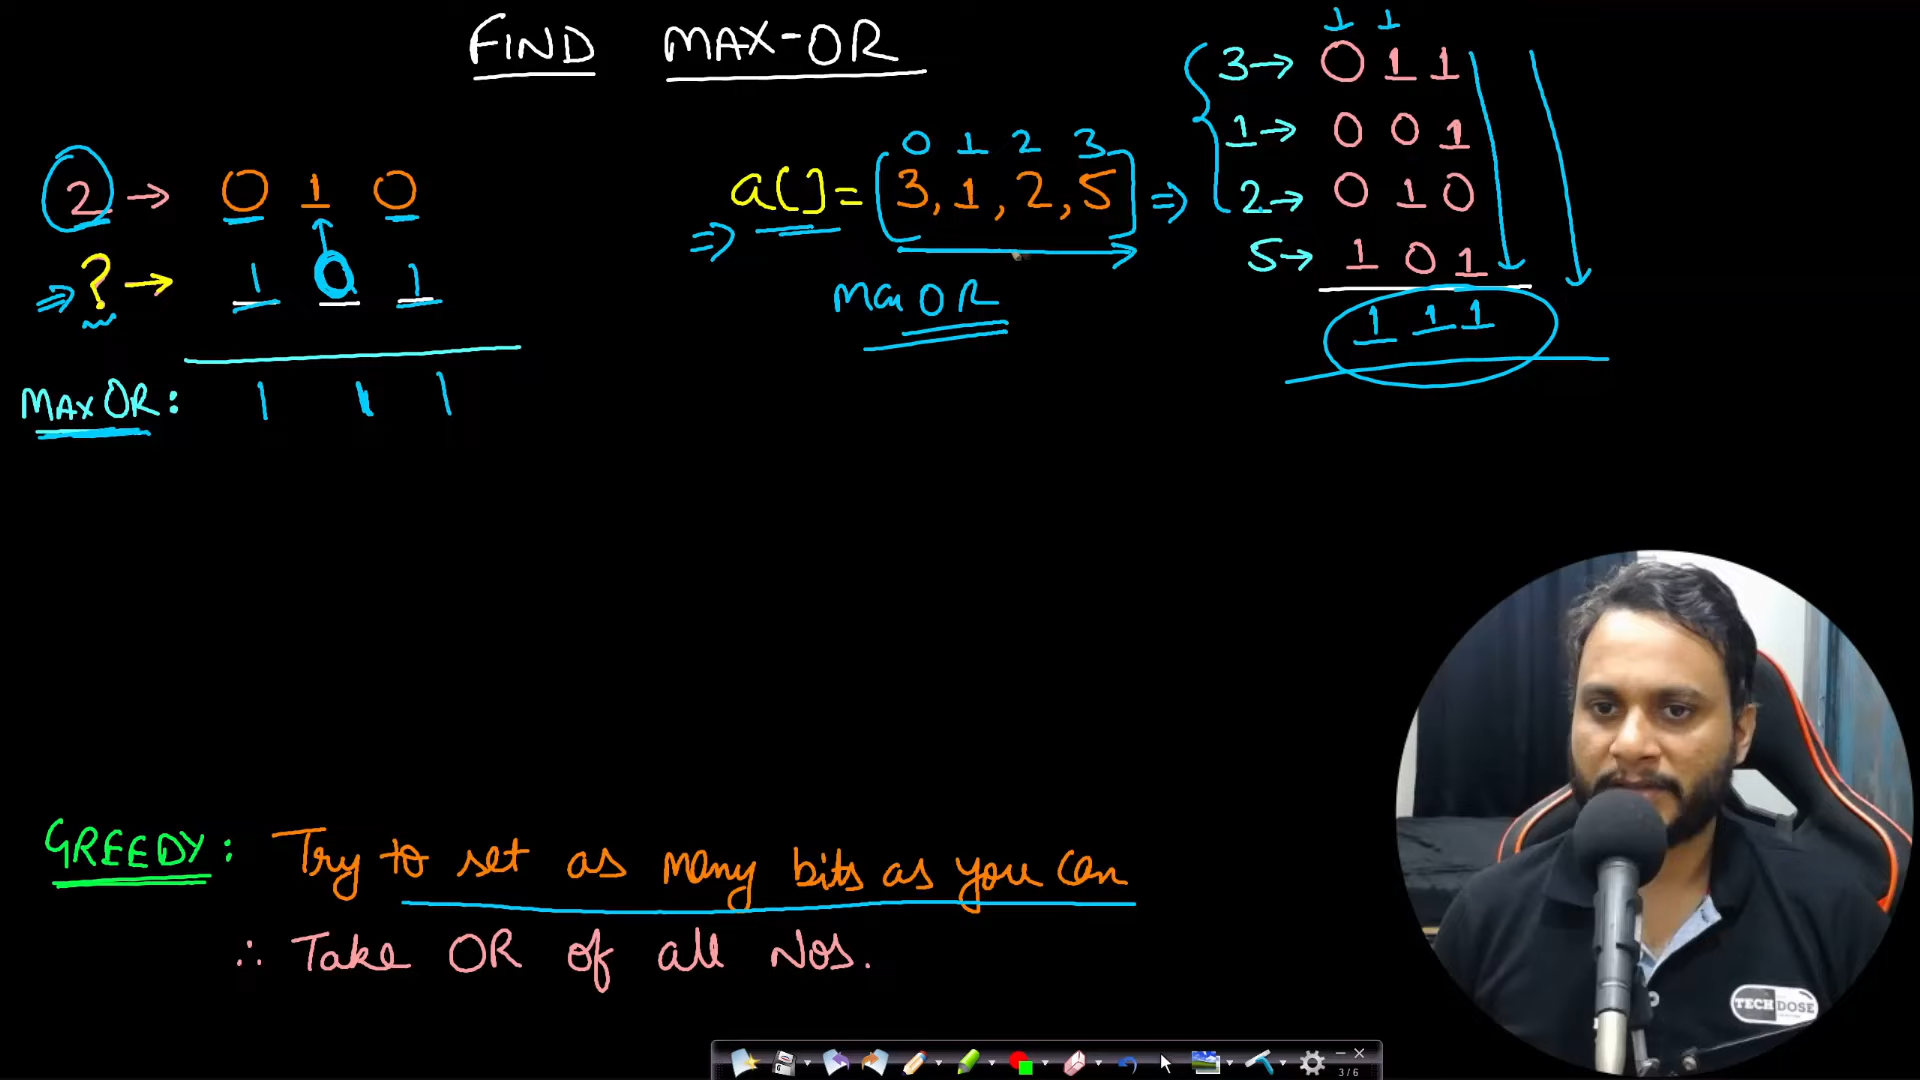 FIND MAX-OR
2 → 0 1 0
⇒ ? → 1 0 1
MAX OR: 1 1 1
0 1 2 3
⇒ a[] = [3, 1, 2, 5] ⇒
max OR
1 1
3 → 0 1 1
1 → 0 0 1
2 → 0 1 0
5 → 1 0 1
1 1 1
GREEDY: Try to set as many bits as you can
∴ Take OR of all Nos.
TECH DOSE
3 / 6